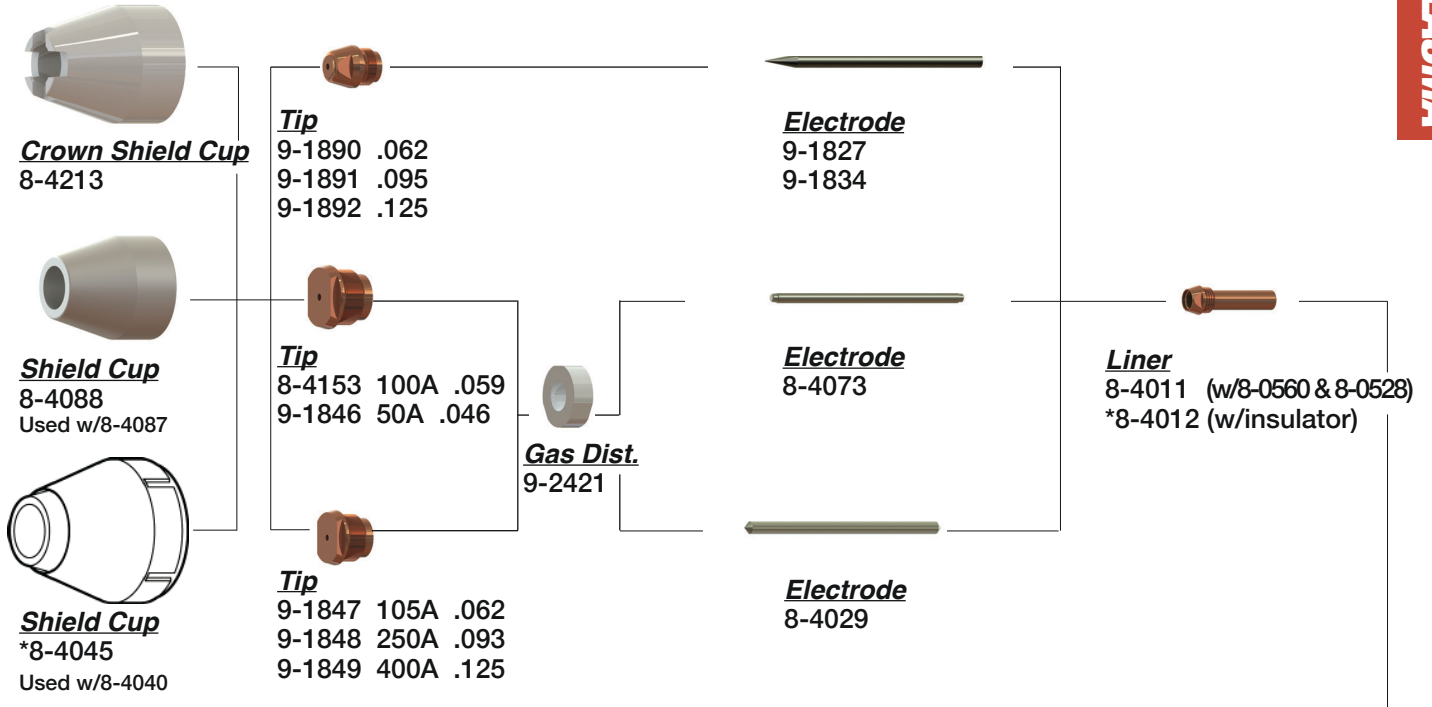 Crown Shield Cup
8-4213
Shield Cup
8-4088
Used w/8-4087
Shield Cup
*8-4045
Used w/8-4040
Tip
9-1890 .062
9-1891 .095
9-1892 .125
Tip
8-4153 100A .059
9-1846 50A .046
Tip
9-1847 105A .062
9-1848 250A .093
9-1849 400A .125
Gas Dist.
9-2421
Electrode
9-1827
9-1834
Electrode
8-4073
Electrode
8-4029
Liner
8-4011 (w/8-0560 & 8-0528)
*8-4012 (w/insulator)